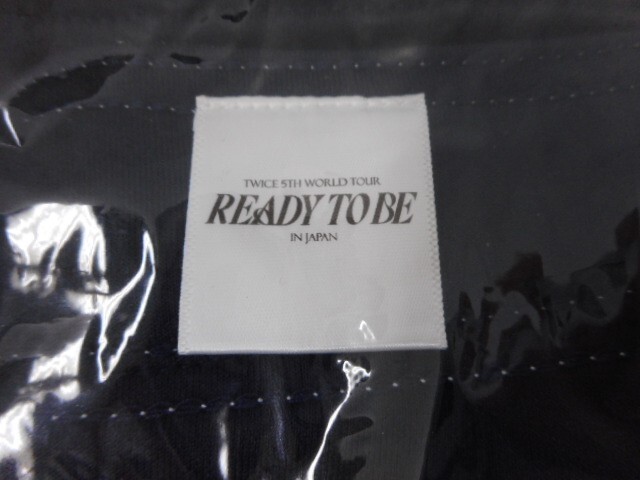 TWICE 5TH WORLD TOUR
READY TO BE
IN JAPAN